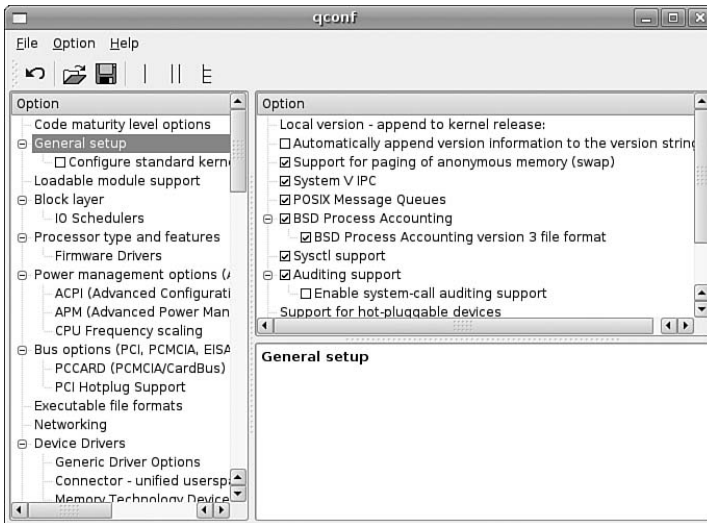 qconf
File Option Help
Option
Code maturity level options
General setup
Configure standard kern
Loadable module support
Block layer
IO Schedulers
Processor type and features
Firmware Drivers
Power management options (A
ACPI (Advanced Configurati
APM (Advanced Power Man
CPU Frequency scaling
Bus options (PCI, PCMCIA, EISA
PCCARD (PCMCIA/CardBus)
PCI Hotplug Support
Executable file formats
Networking
Device Drivers
Generic Driver Options
Connector - unified userspa
Memory Technology Device
Option
Local version - append to kernel release:
Automatically append version information to the version string
Support for paging of anonymous memory (swap)
System V IPC
POSIX Message Queues
BSD Process Accounting
BSD Process Accounting version 3 file format
Sysctl support
Auditing support
Enable system-call auditing support
Support for hot-pluggable devices
General setup